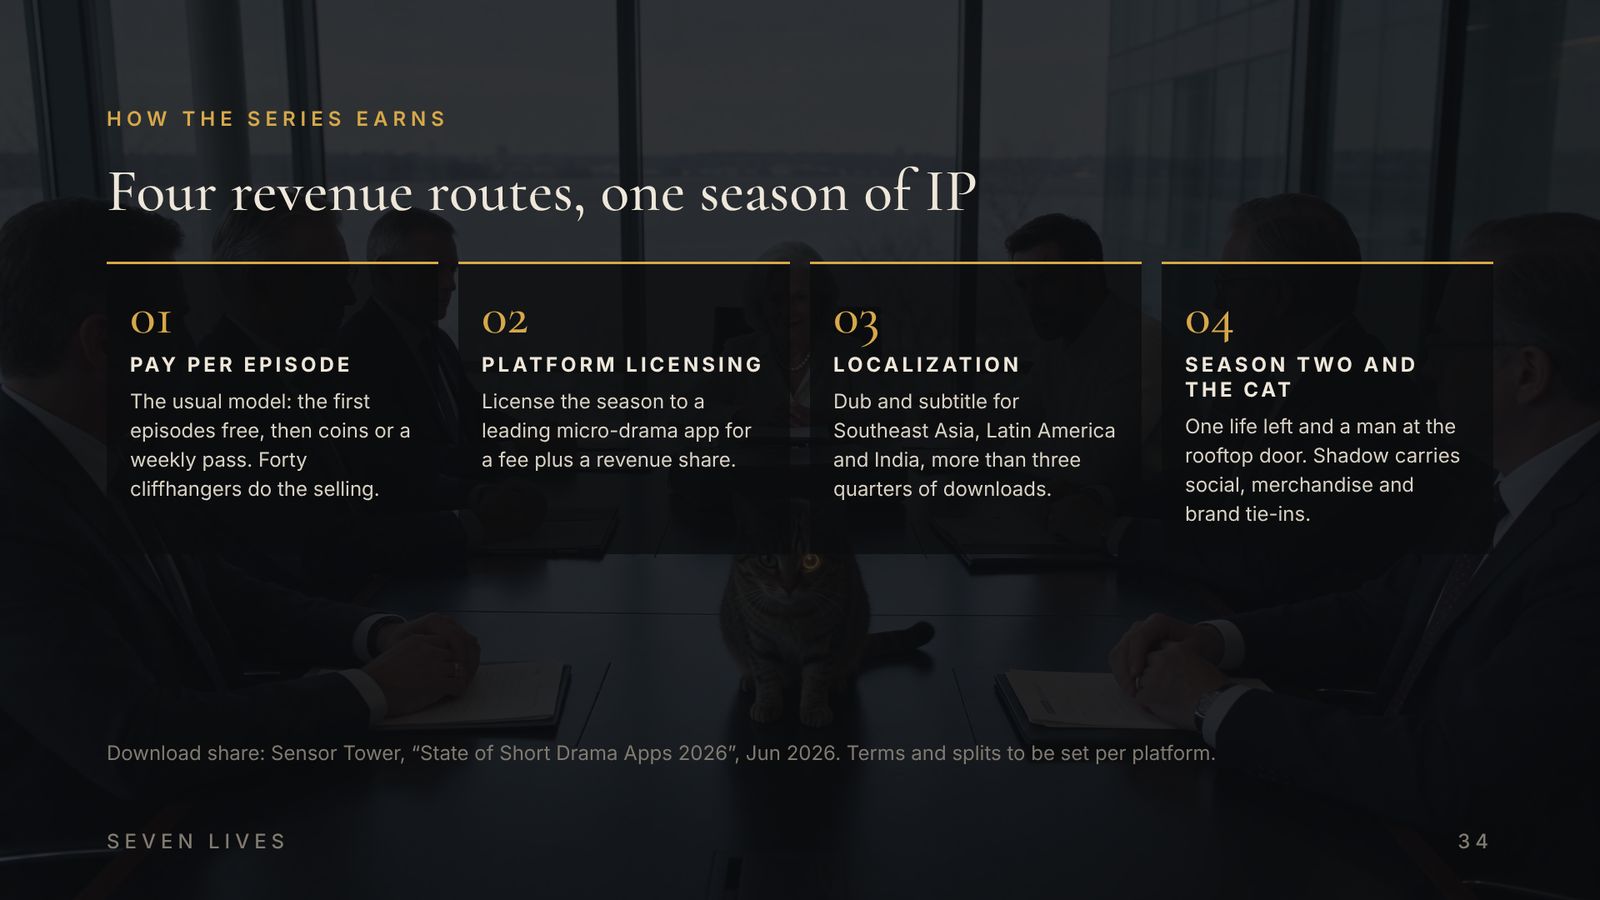 HOW THE SERIES EARNS
Four revenue routes, one season of IP
01
PAY PER EPISODE
The usual model: the first
episodes free, then coins or a
weekly pass. Forty
cliffhangers do the selling.
02
PLATFORM LICENSING
License the season to a
leading micro-drama app for
a fee plus a revenue share.
03
LOCALIZATION
Dub and subtitle for
Southeast Asia, Latin America
and India, more than three
quarters of downloads.
04
SEASON TWO AND
THE CAT
One life left and a man at the
rooftop door. Shadow carries
social, merchandise and
brand tie-ins.
Download share: Sensor Tower, “State of Short Drama Apps 2026”, Jun 2026. Terms and splits to be set per platform.
SEVEN LIVES
34